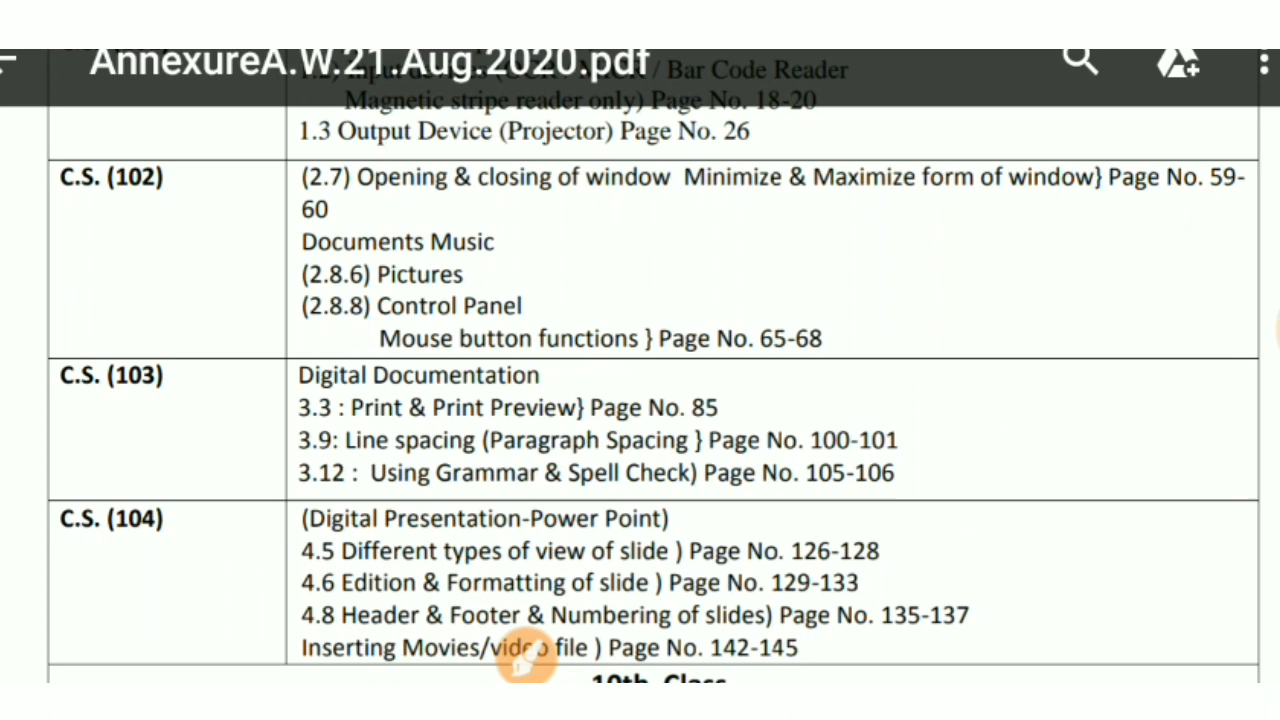 AnnexureA.W.21 Aug.2020.pdf
/ Bar Code Reader
Magnetic stripe reader only) Page No. 18-20
1.3 Output Device (Projector) Page No. 26
C.S. (102)
(2.7) Opening & closing of window Minimize & Maximize form of window} Page No. 59-
60
Documents Music
(2.8.6) Pictures
(2.8.8) Control Panel
Mouse button functions } Page No. 65-68
C.S. (103)
Digital Documentation
3.3 : Print & Print Preview} Page No. 85
3.9: Line spacing (Paragraph Spacing } Page No. 100-101
3.12 : Using Grammar & Spell Check) Page No. 105-106
C.S. (104)
(Digital Presentation-Power Point)
4.5 Different types of view of slide ) Page No. 126-128
4.6 Edition & Formatting of slide ) Page No. 129-133
4.8 Header & Footer & Numbering of slides) Page No. 135-137
Inserting Movies/video file ) Page No. 142-145
10th Class